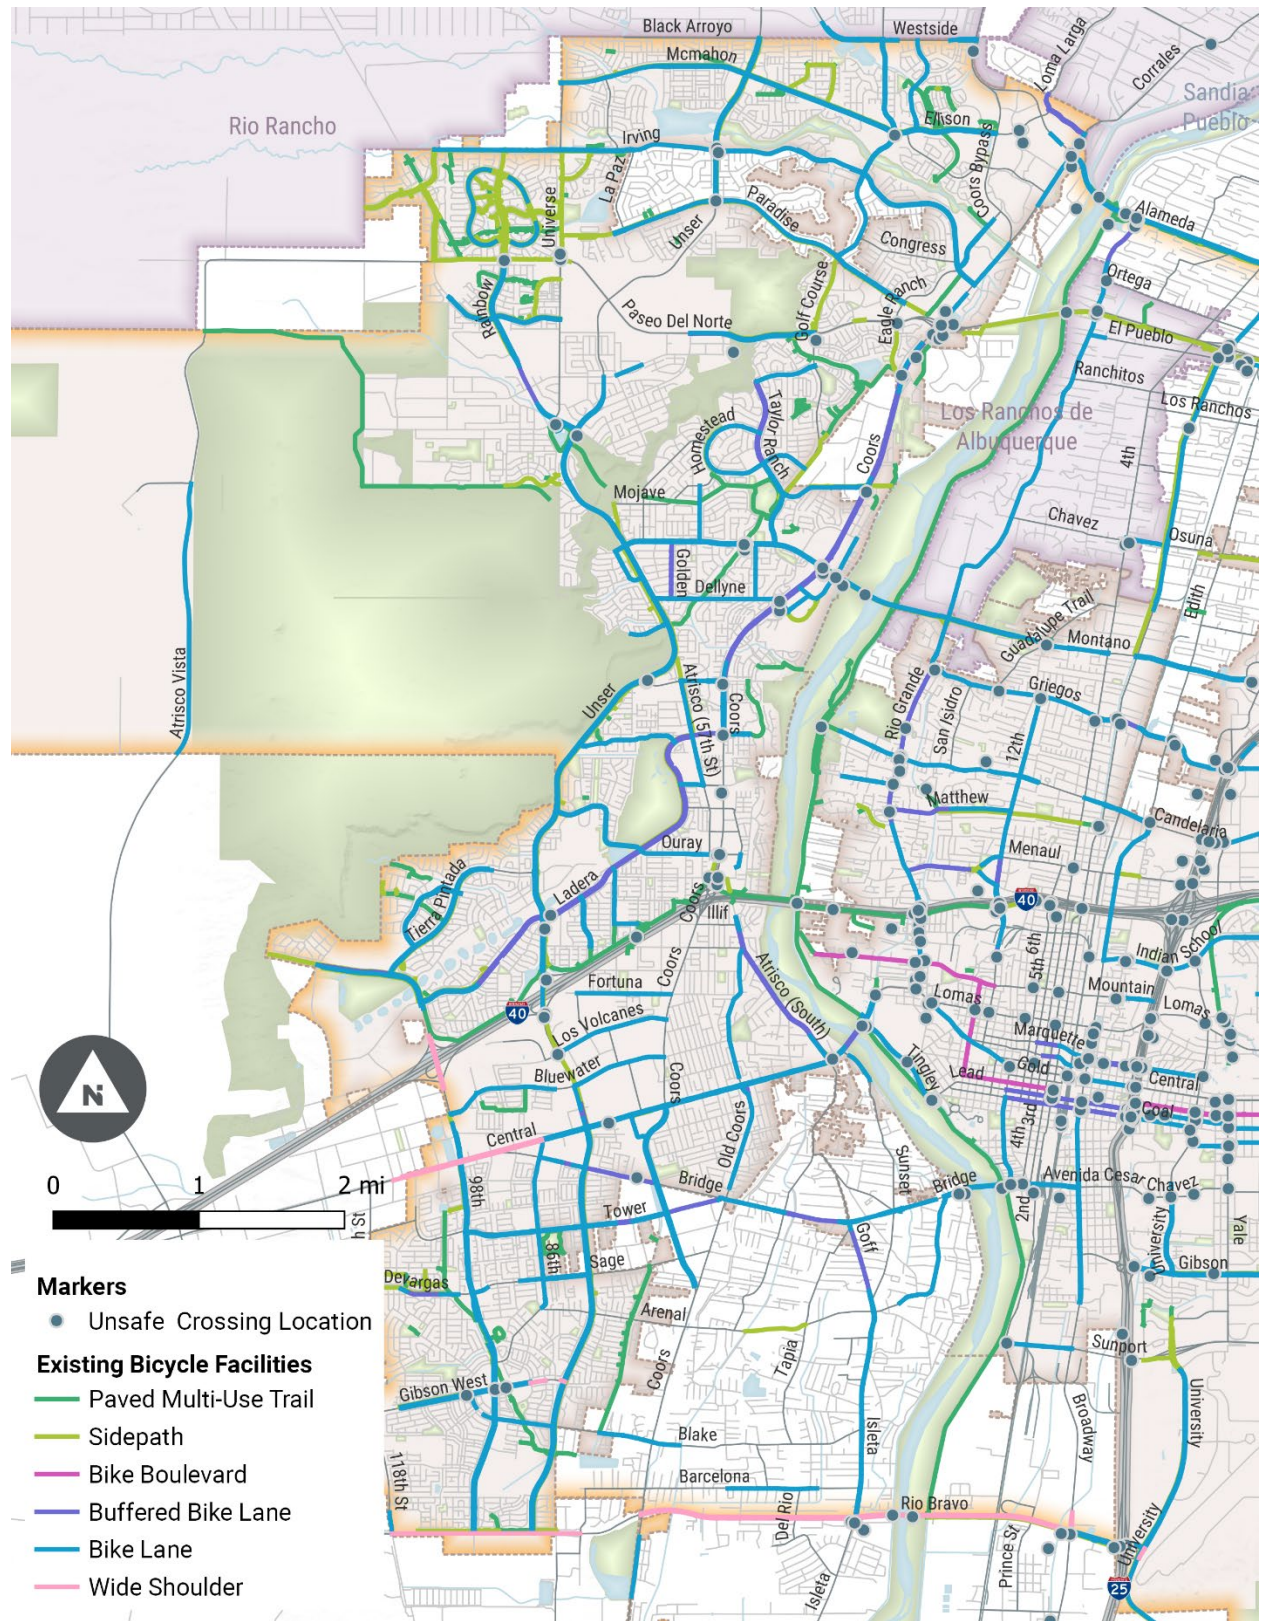 Black Arroyo
Westside
Loma Larga
Corrales
Mcmahon
Sandia
Pueblo
Rio Rancho
Ellison
Irving
La Paz
Coors Bypass
Universe
Unser
Paradise
Alameda
Congress
Ortega
Rainbow
Paseo Del Norte
Golf Course
Eagle Ranch
El Pueblo
Ranchitos
Los Ranchos
Taylor Ranch
Homestead
Los Ranchos de
Albuquerque
Coors
4th
Mojave
Chavez
Osuna
Golden
Dellyne
Edith
Guadalupe Trail
Montano
Atrisco Vista
Unser
Atrisco (57th St)
Coors
Rio Grande
San Isidro
Griegos
12th
Matthew
Candelaria
Ouray
Menaul
Ladera
Tierra Pintada
Coors
Illif
40
Indian School
6th
5th
Fortuna
Coors
Atrisco (South)
Lomas
Mountain
Lomas
40
Los Volcanes
Marquette
Bluewater
Tingley
Gold
Lead
Central
Coors
Coal
3rd
Central
Old Coors
4th
N
Sunset
0 1 2 mi
98th
Bridge
Bridge
Avenida Cesar Chavez
2nd
Tower
Goff
University
Yale
86th
Sage
Gibson
h St
Devargas
Markers
Unsafe Crossing Location
Arenal
Sunport
Coors
Tapia
Existing Bicycle Facilities
Paved Multi-Use Trail
Gibson West
University
Isleta
Broadway
Sidepath
Blake
Bike Boulevard
Barcelona
118th St
Buffered Bike Lane
Rio Bravo
Del Rio
Bike Lane
Prince St
University
Wide Shoulder
Isleta
25